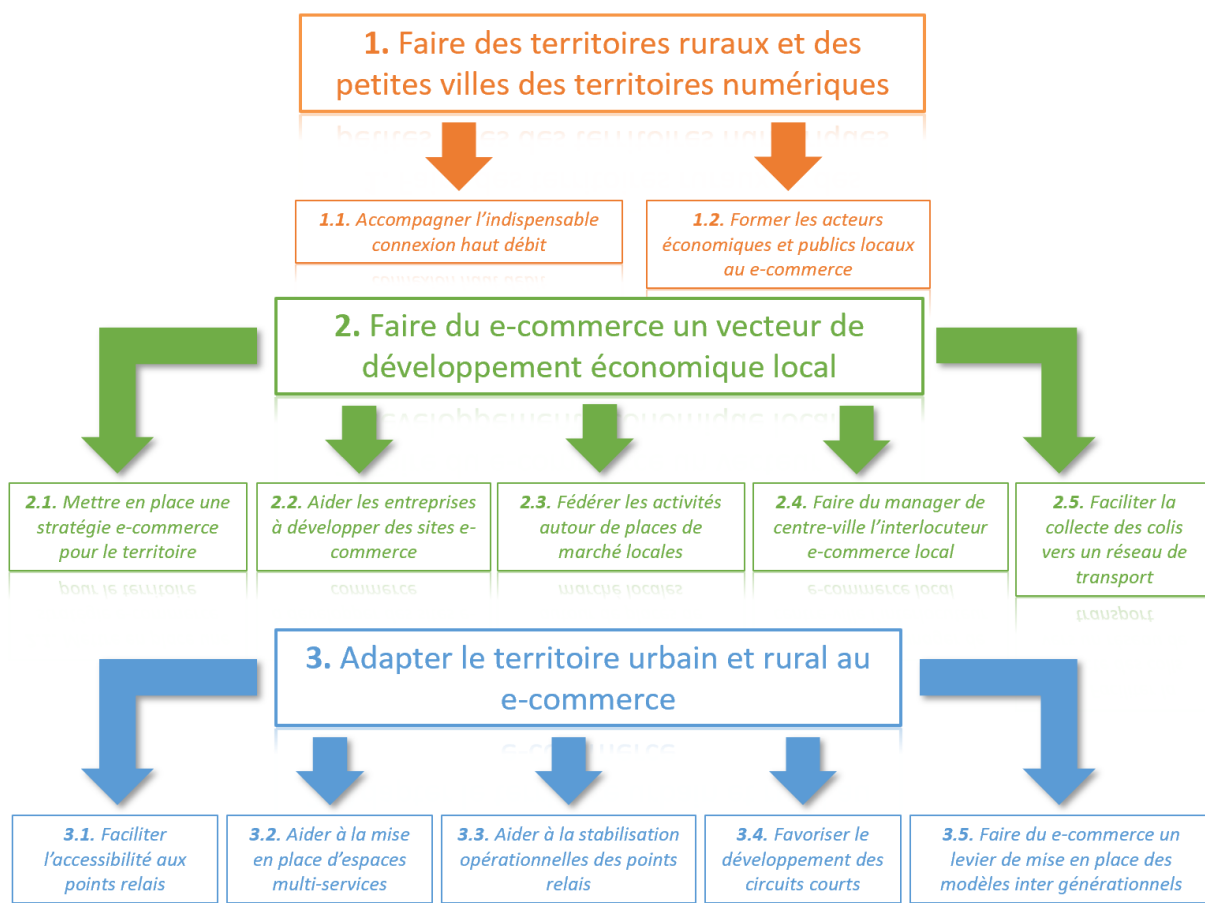 1. Faire des territoires ruraux et des
petites villes des territoires numériques
1.1. Accompagner l'indispensable
connexion haut débit
1.2. Former les acteurs
économiques et publics locaux
au e-commerce
2. Faire du e-commerce un vecteur de
développement économique local
2.1. Mettre en place une
stratégie e-commerce
pour le territoire
2.2. Aider les entreprises
à développer des sites e-
commerce
2.3. Fédérer les activités
autour de places de
marché locales
2.4. Faire du manager de
centre-ville l'interlocuteur
e-commerce local
2.5. Faciliter la
collecte des colis
vers un réseau de
transport
3. Adapter le territoire urbain et rural au
e-commerce
3.1. Faciliter
l'accessibilité aux
points relais
3.2. Aider à la mise
en place d'espaces
multi-services
3.3. Aider à la stabilisation
opérationnelles des points
relais
3.4. Favoriser le
développement des
circuits courts
3.5. Faire du e-commerce un
levier de mise en place des
modèles inter générationnels